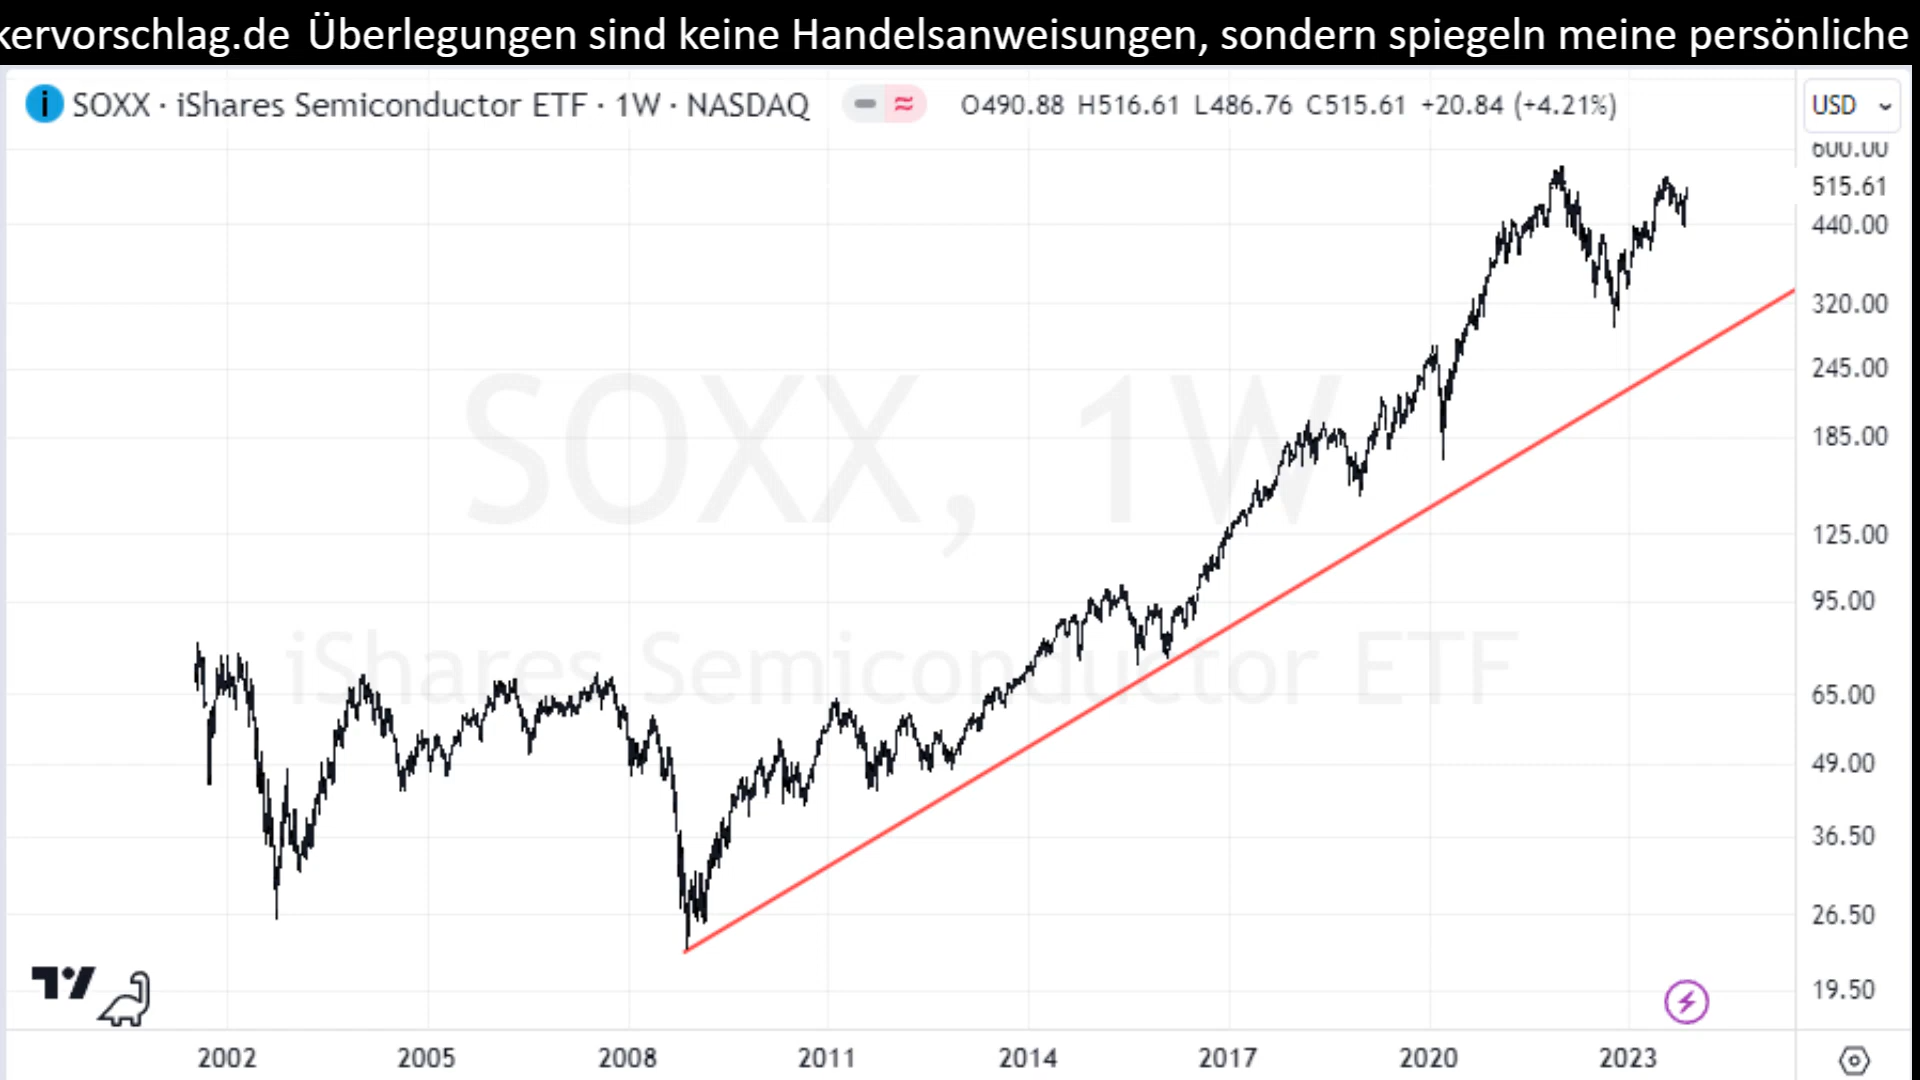 kervorschlag.de Überlegungen sind keine Handelsanweisungen, sondern spiegeln meine persönliche
SOXX · iShares Semiconductor ETF · 1W · NASDAQ O490.88 H516.61 L486.76 C515.61 +20.84 (+4.21%) USD
600.00
515.61
440.00
320.00
245.00
185.00
125.00
95.00
65.00
49.00
36.50
26.50
19.50
SOXX, 1W
iShares Semiconductor ETF
2002 2005 2008 2011 2014 2017 2020 2023